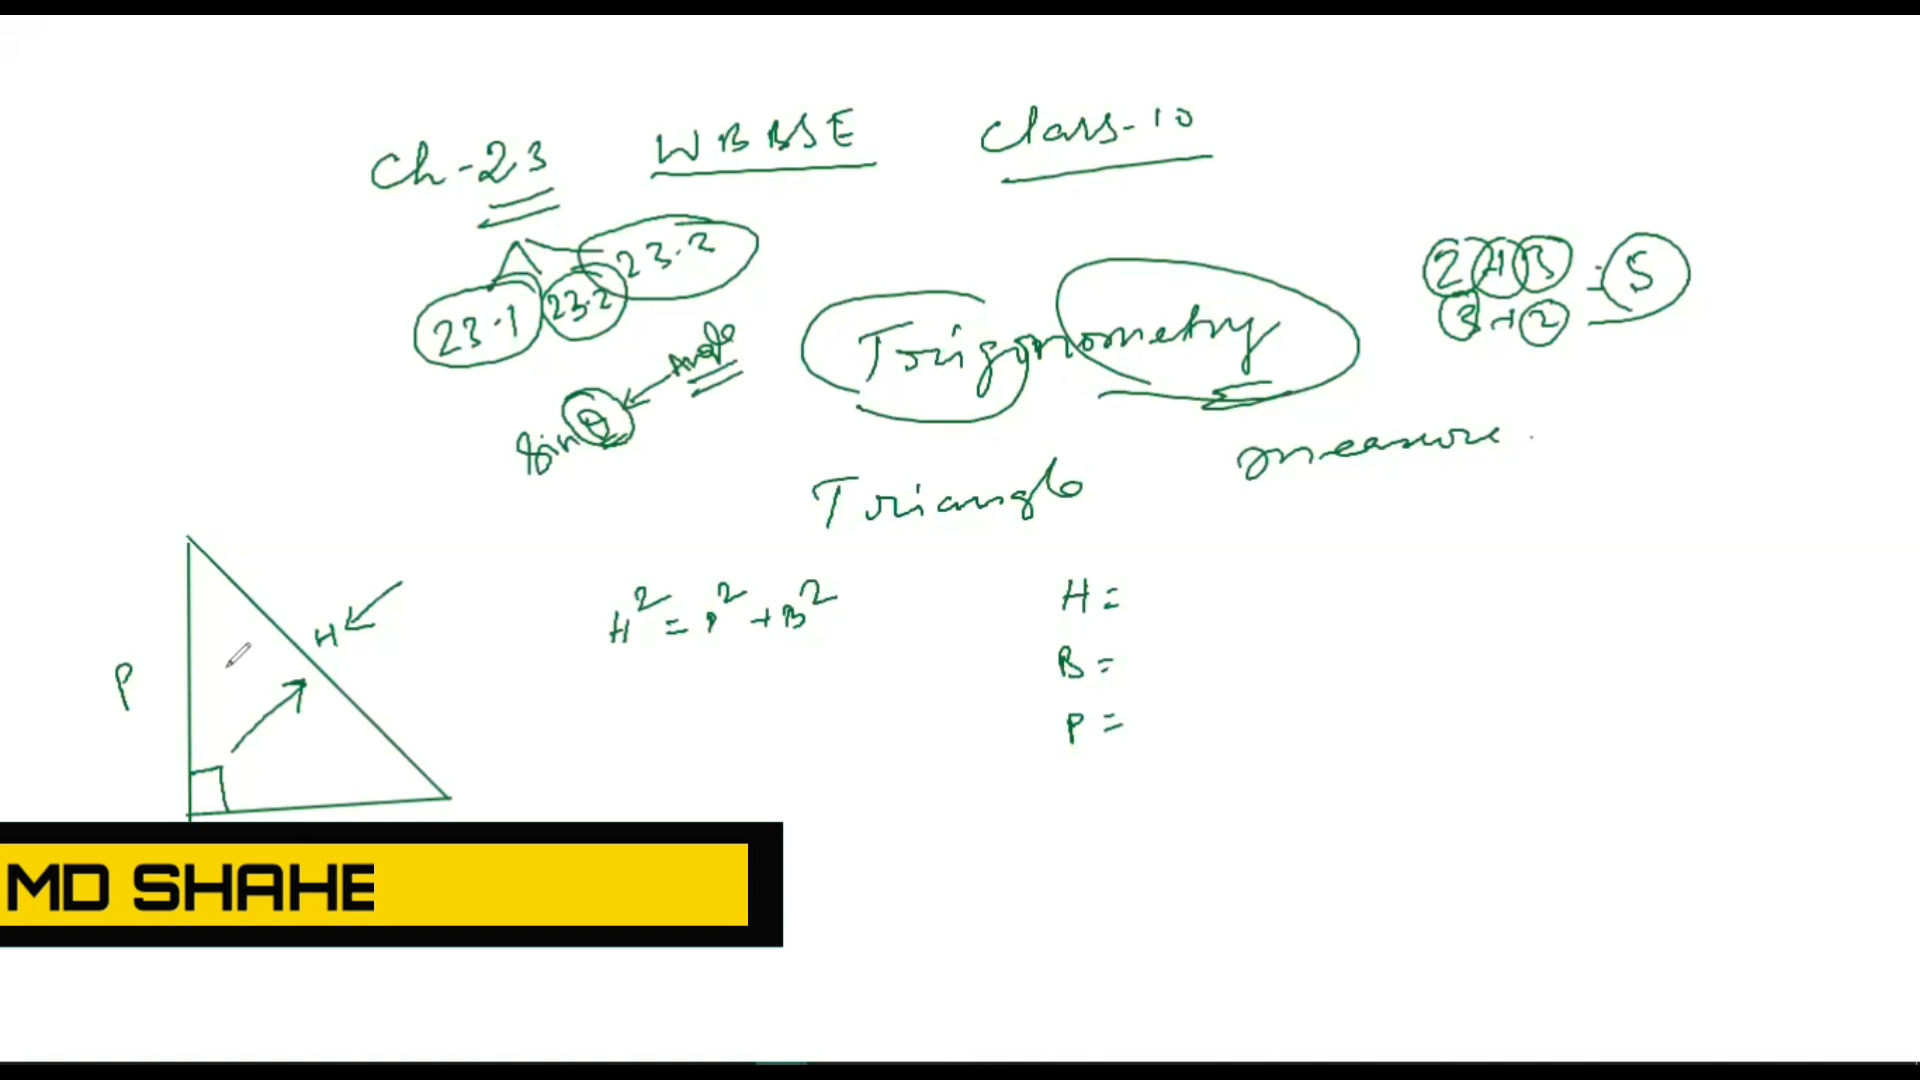 Ch-23 WBBSE Class-10
23.2
23.1 23.2
2+3 = 5
3+2
Trigonometry
Angle
sin θ
measure.
Triangle
H² = P² + B²
H =
H
B =
P
P =
MD SHAHE